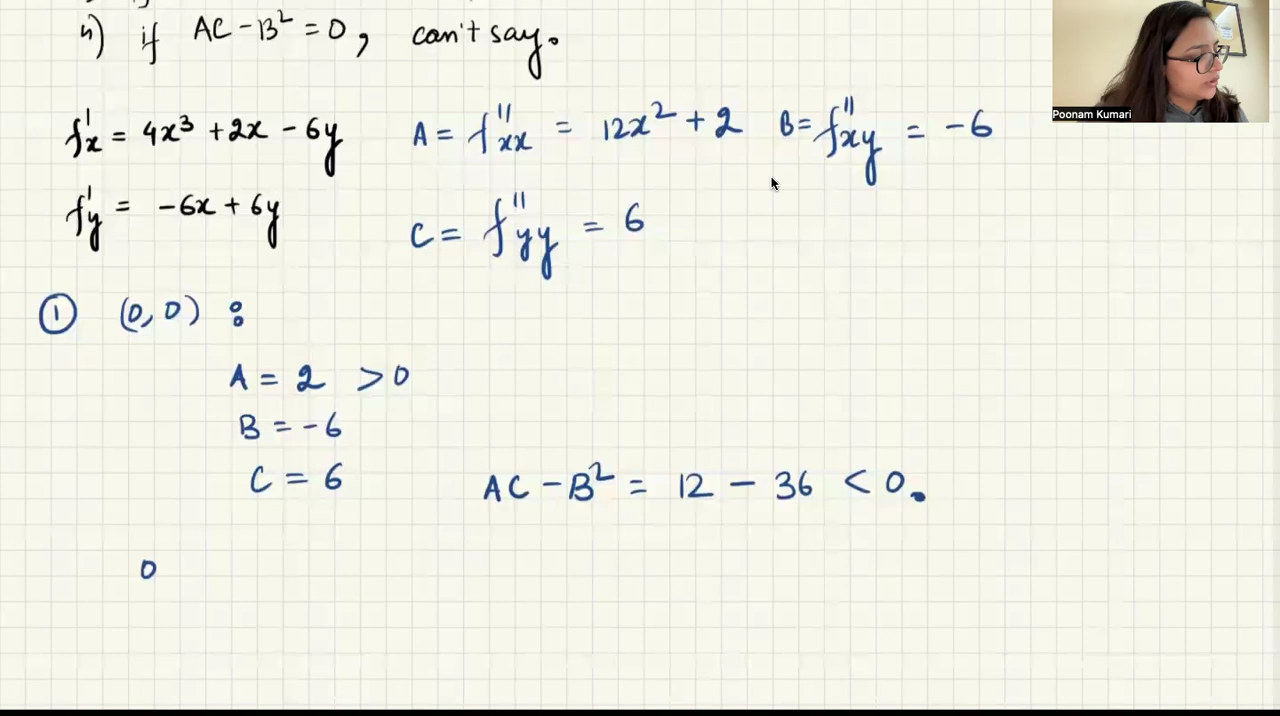 4) if AC - B² = 0, can't say.
Poonam Kumari
f'x = 4x³ + 2x - 6y A = f''xx = 12x² + 2 B = f''xy = -6
f'y = -6x + 6y C = f''yy = 6
① (0,0) :
A = 2 > 0
B = -6
C = 6 AC - B² = 12 - 36 < 0.
0